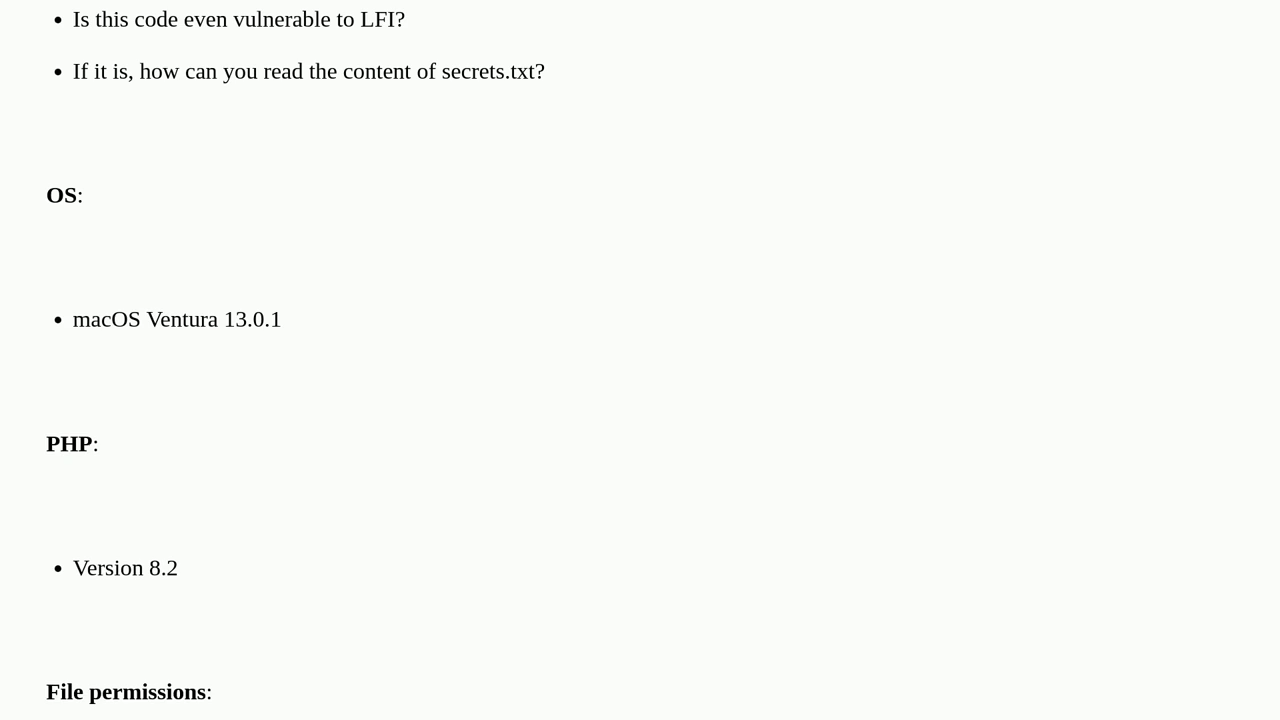 Is this code even vulnerable to LFI?
If it is, how can you read the content of secrets.txt?
OS:
macOS Ventura 13.0.1
PHP:
Version 8.2
File permissions: